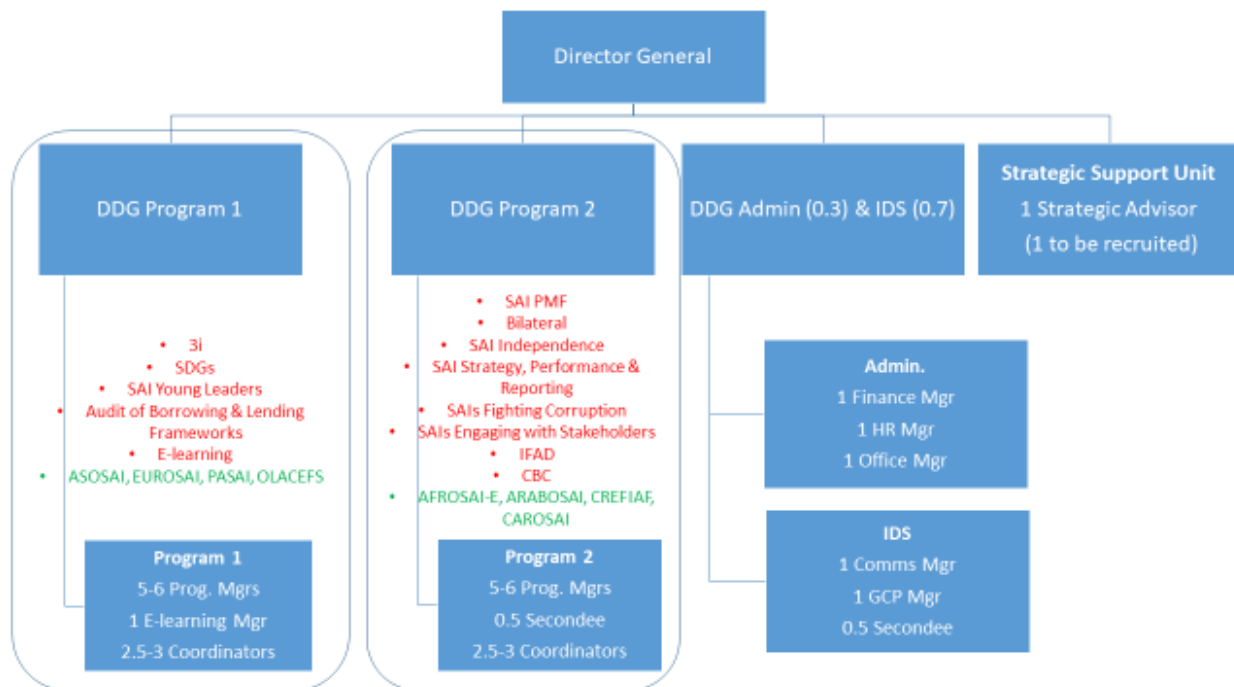 Director General
DDG Program 1
DDG Program 2
DDG Admin (0.3) & IDS (0.7)
Strategic Support Unit
1 Strategic Advisor
(1 to be recruited)
• 3i
• SDGs
• SAI Young Leaders
• Audit of Borrowing & Lending
Frameworks
• E-learning
• ASOSAI, EUROSAI, PASAI, OLACEFS
• SAI PMF
• Bilateral
• SAI Independence
• SAI Strategy, Performance &
Reporting
• SAIs Fighting Corruption
• SAIs Engaging with Stakeholders
• IFAD
• CBC
• AFROSAI-E, ARABOSAI, CREFIAF,
CAROSAI
Admin.
1 Finance Mgr
1 HR Mgr
1 Office Mgr
Program 1
5-6 Prog. Mgrs
1 E-learning Mgr
2.5-3 Coordinators
Program 2
5-6 Prog. Mgrs
0.5 Secondee
2.5-3 Coordinators
IDS
1 Comms Mgr
1 GCP Mgr
0.5 Secondee